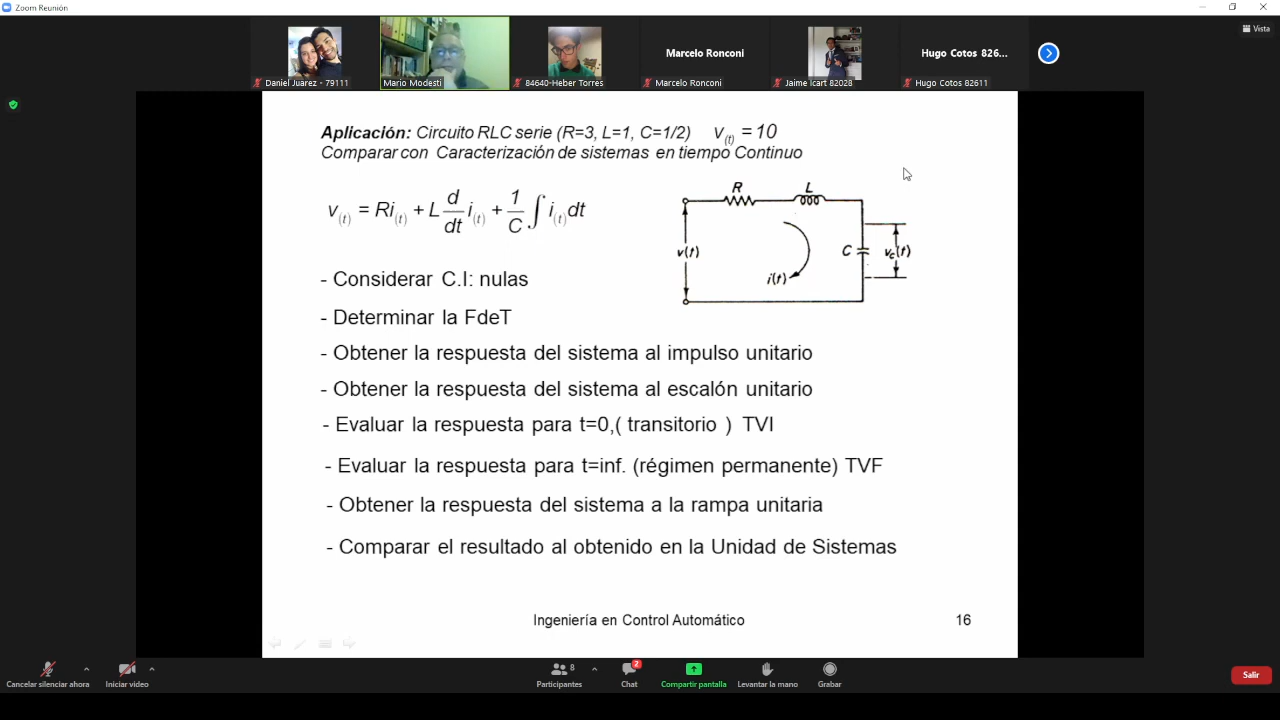 Zoom Reunión
Vista
Daniel Juarez - 79111
Mario Modesti
84640-Heber Torres
Marcelo Ronconi
Marcelo Ronconi
Jaime Icart 82028
Hugo Cotos 826...
Hugo Cotos 82611
Aplicación: Circuito RLC serie (R=3, L=1, C=1/2) v(t) = 10
Comparar con Caracterización de sistemas en tiempo Continuo
v(t) = Ri(t) + L d/dt i(t) + 1/C ∫ i(t)dt
R L
v(t) C vc(t)
i(t)
- Considerar C.I: nulas
- Determinar la FdeT
- Obtener la respuesta del sistema al impulso unitario
- Obtener la respuesta del sistema al escalón unitario
- Evaluar la respuesta para t=0,( transitorio ) TVI
- Evaluar la respuesta para t=inf. (régimen permanente) TVF
- Obtener la respuesta del sistema a la rampa unitaria
- Comparar el resultado al obtenido en la Unidad de Sistemas
Ingeniería en Control Automático 16
Cancelar silenciar ahora
Iniciar video
8
Participantes
2
Chat
Compartir pantalla
Levantar la mano
Grabar
Salir